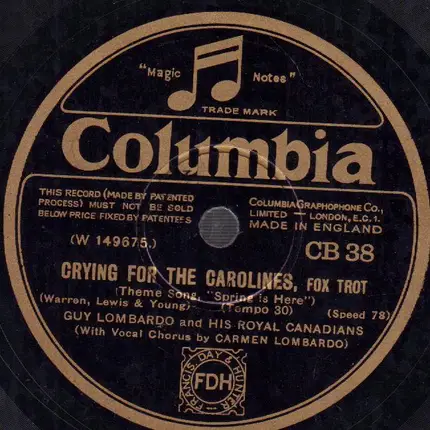 "Magic Notes"
TRADE MARK
Columbia
THIS RECORD (MADE BY PATENTED
PROCESS) MUST NOT BE SOLD
BELOW PRICE FIXED BY PATENTEES
COLUMBIA GRAPHOPHONE CO.,
LIMITED — LONDON, E.C. 1.
MADE IN ENGLAND
(W 149675.)
CB 38
CRYING FOR THE CAROLINES, FOX TROT
(Theme Song, "Spring is Here")
(Warren, Lewis & Young) (Tempo 30) (Speed 78)
GUY LOMBARDO and HIS ROYAL CANADIANS
(With Vocal Chorus by CARMEN LOMBARDO)
FRANCIS DAY & HUNTER
FDH